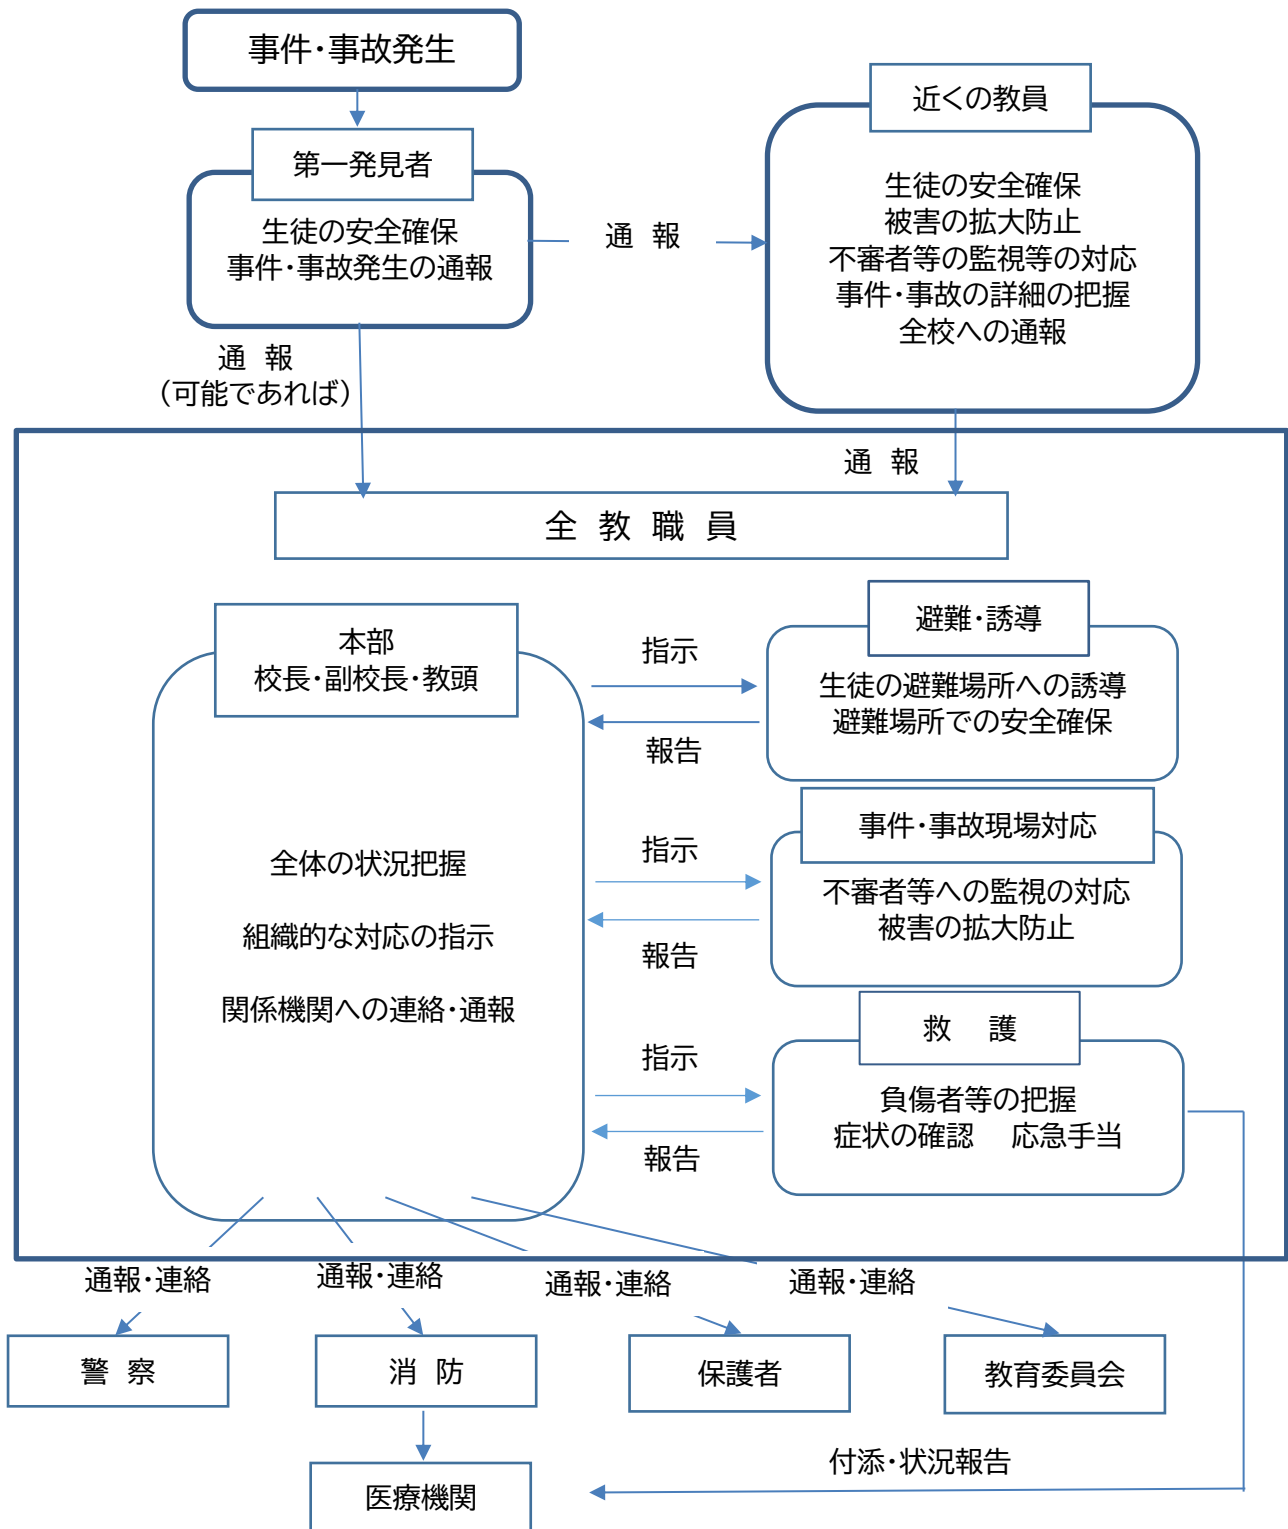 事件・事故発生
近くの教員
第一発見者
生徒の安全確保
事件・事故発生の通報
通 報
生徒の安全確保
被害の拡大防止
不審者等の監視等の対応
事件・事故の詳細の把握
全校への通報
通 報
（可能であれば）
通 報
全 教 職 員
本部
校長・副校長・教頭
全体の状況把握
組織的な対応の指示
関係機関への連絡・通報
指示
報告
避難・誘導
生徒の避難場所への誘導
避難場所での安全確保
指示
報告
事件・事故現場対応
不審者等への監視の対応
被害の拡大防止
指示
報告
救 護
負傷者等の把握
症状の確認 応急手当
通報・連絡
通報・連絡
通報・連絡
通報・連絡
警 察
消 防
保護者
教育委員会
付添・状況報告
医療機関